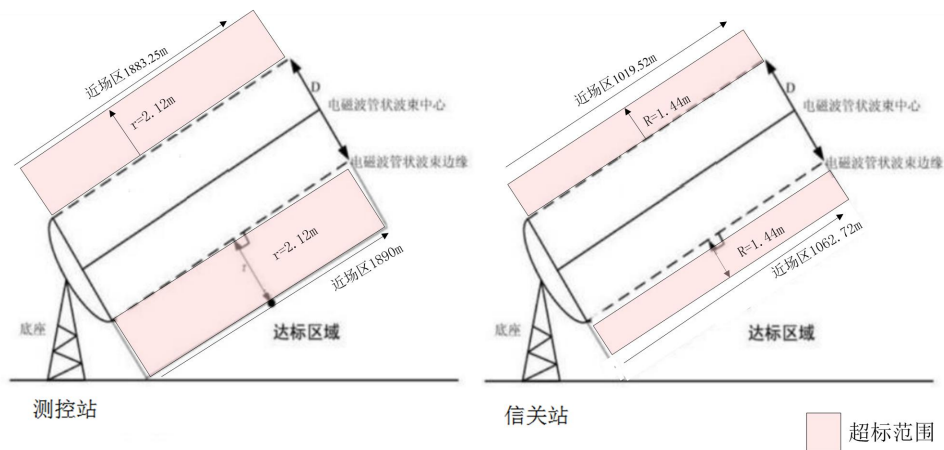 近场区1883.25m
r=2.12m
D
电磁波管状波束中心
电磁波管状波束边缘
r=2.12m
r
近场区1890m
底座
达标区域
测控站
近场区1019.52m
R=1.44m
D
电磁波管状波束中心
电磁波管状波束边缘
R=1.44m
近场区1062.72m
底座
达标区域
信关站
超标范围